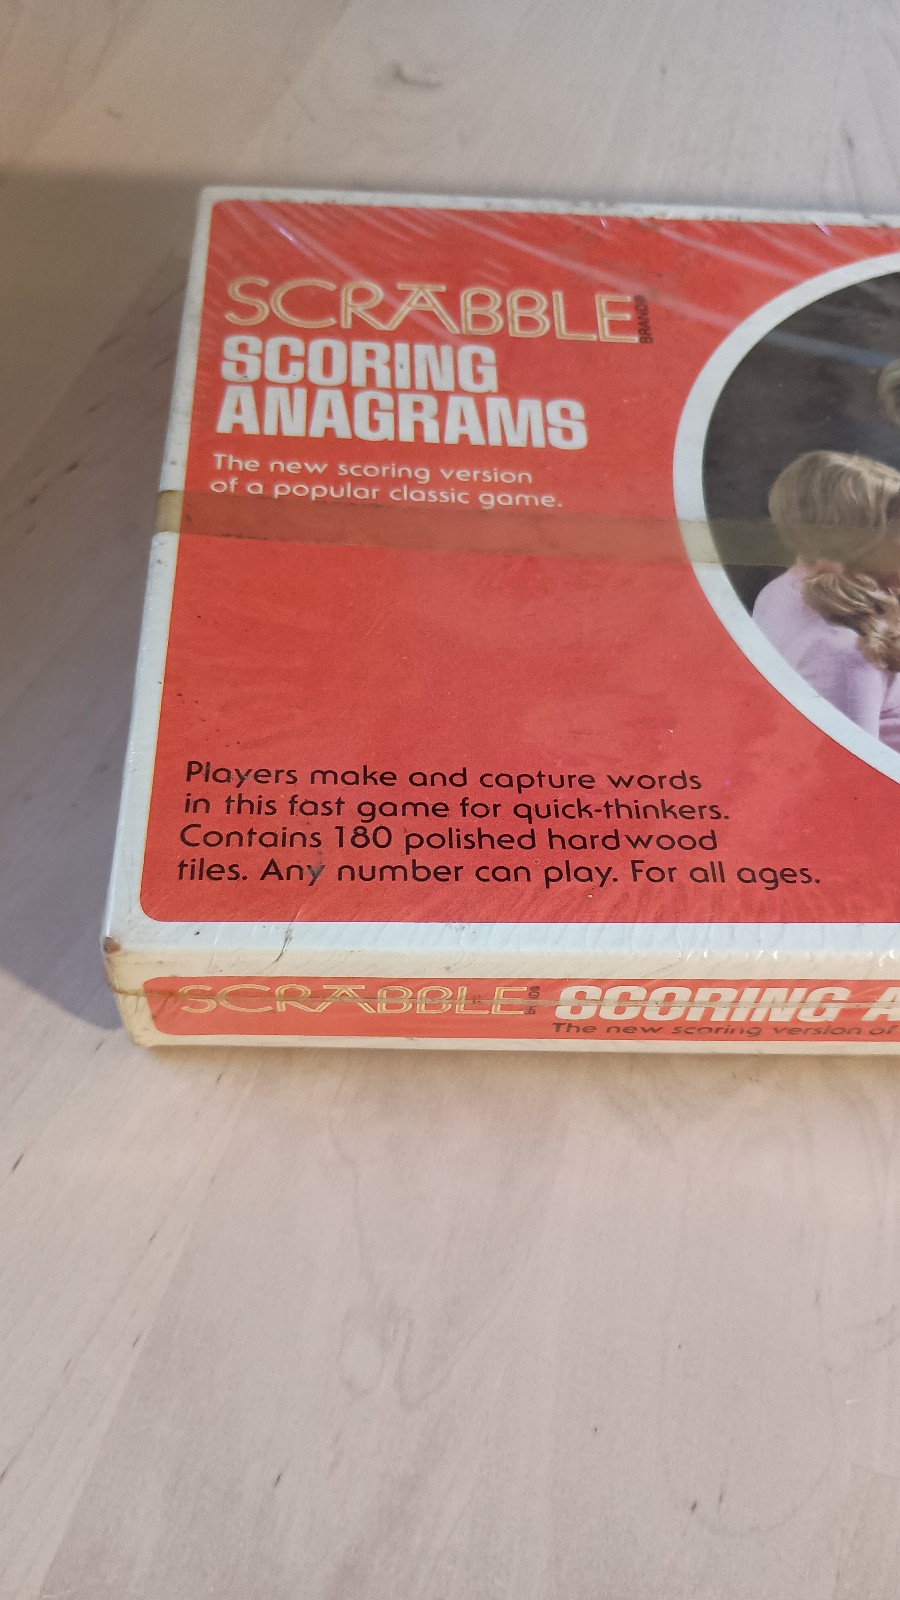 SCRABBLE BRAND®
SCORING
ANAGRAMS
The new scoring version
of a popular classic game.
Players make and capture words
in this fast game for quick-thinkers.
Contains 180 polished hardwood
tiles. Any number can play. For all ages.
SCRABBLE BRAND® SCORING A
The new scoring version of